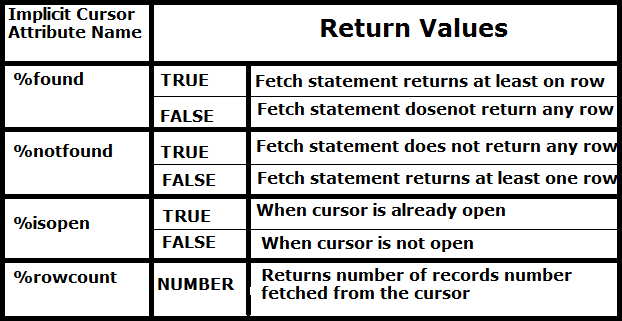 Implicit Cursor
Attribute Name
Return Values
%found
TRUE
Fetch statement returns at least on row
FALSE
Fetch statement dosenot return any row
%notfound
TRUE
Fetch statement does not return any row
FALSE
Fetch statement returns at least one row
%isopen
TRUE
When cursor is already open
FALSE
When cursor is not open
%rowcount
NUMBER
Returns number of records number
fetched from the cursor